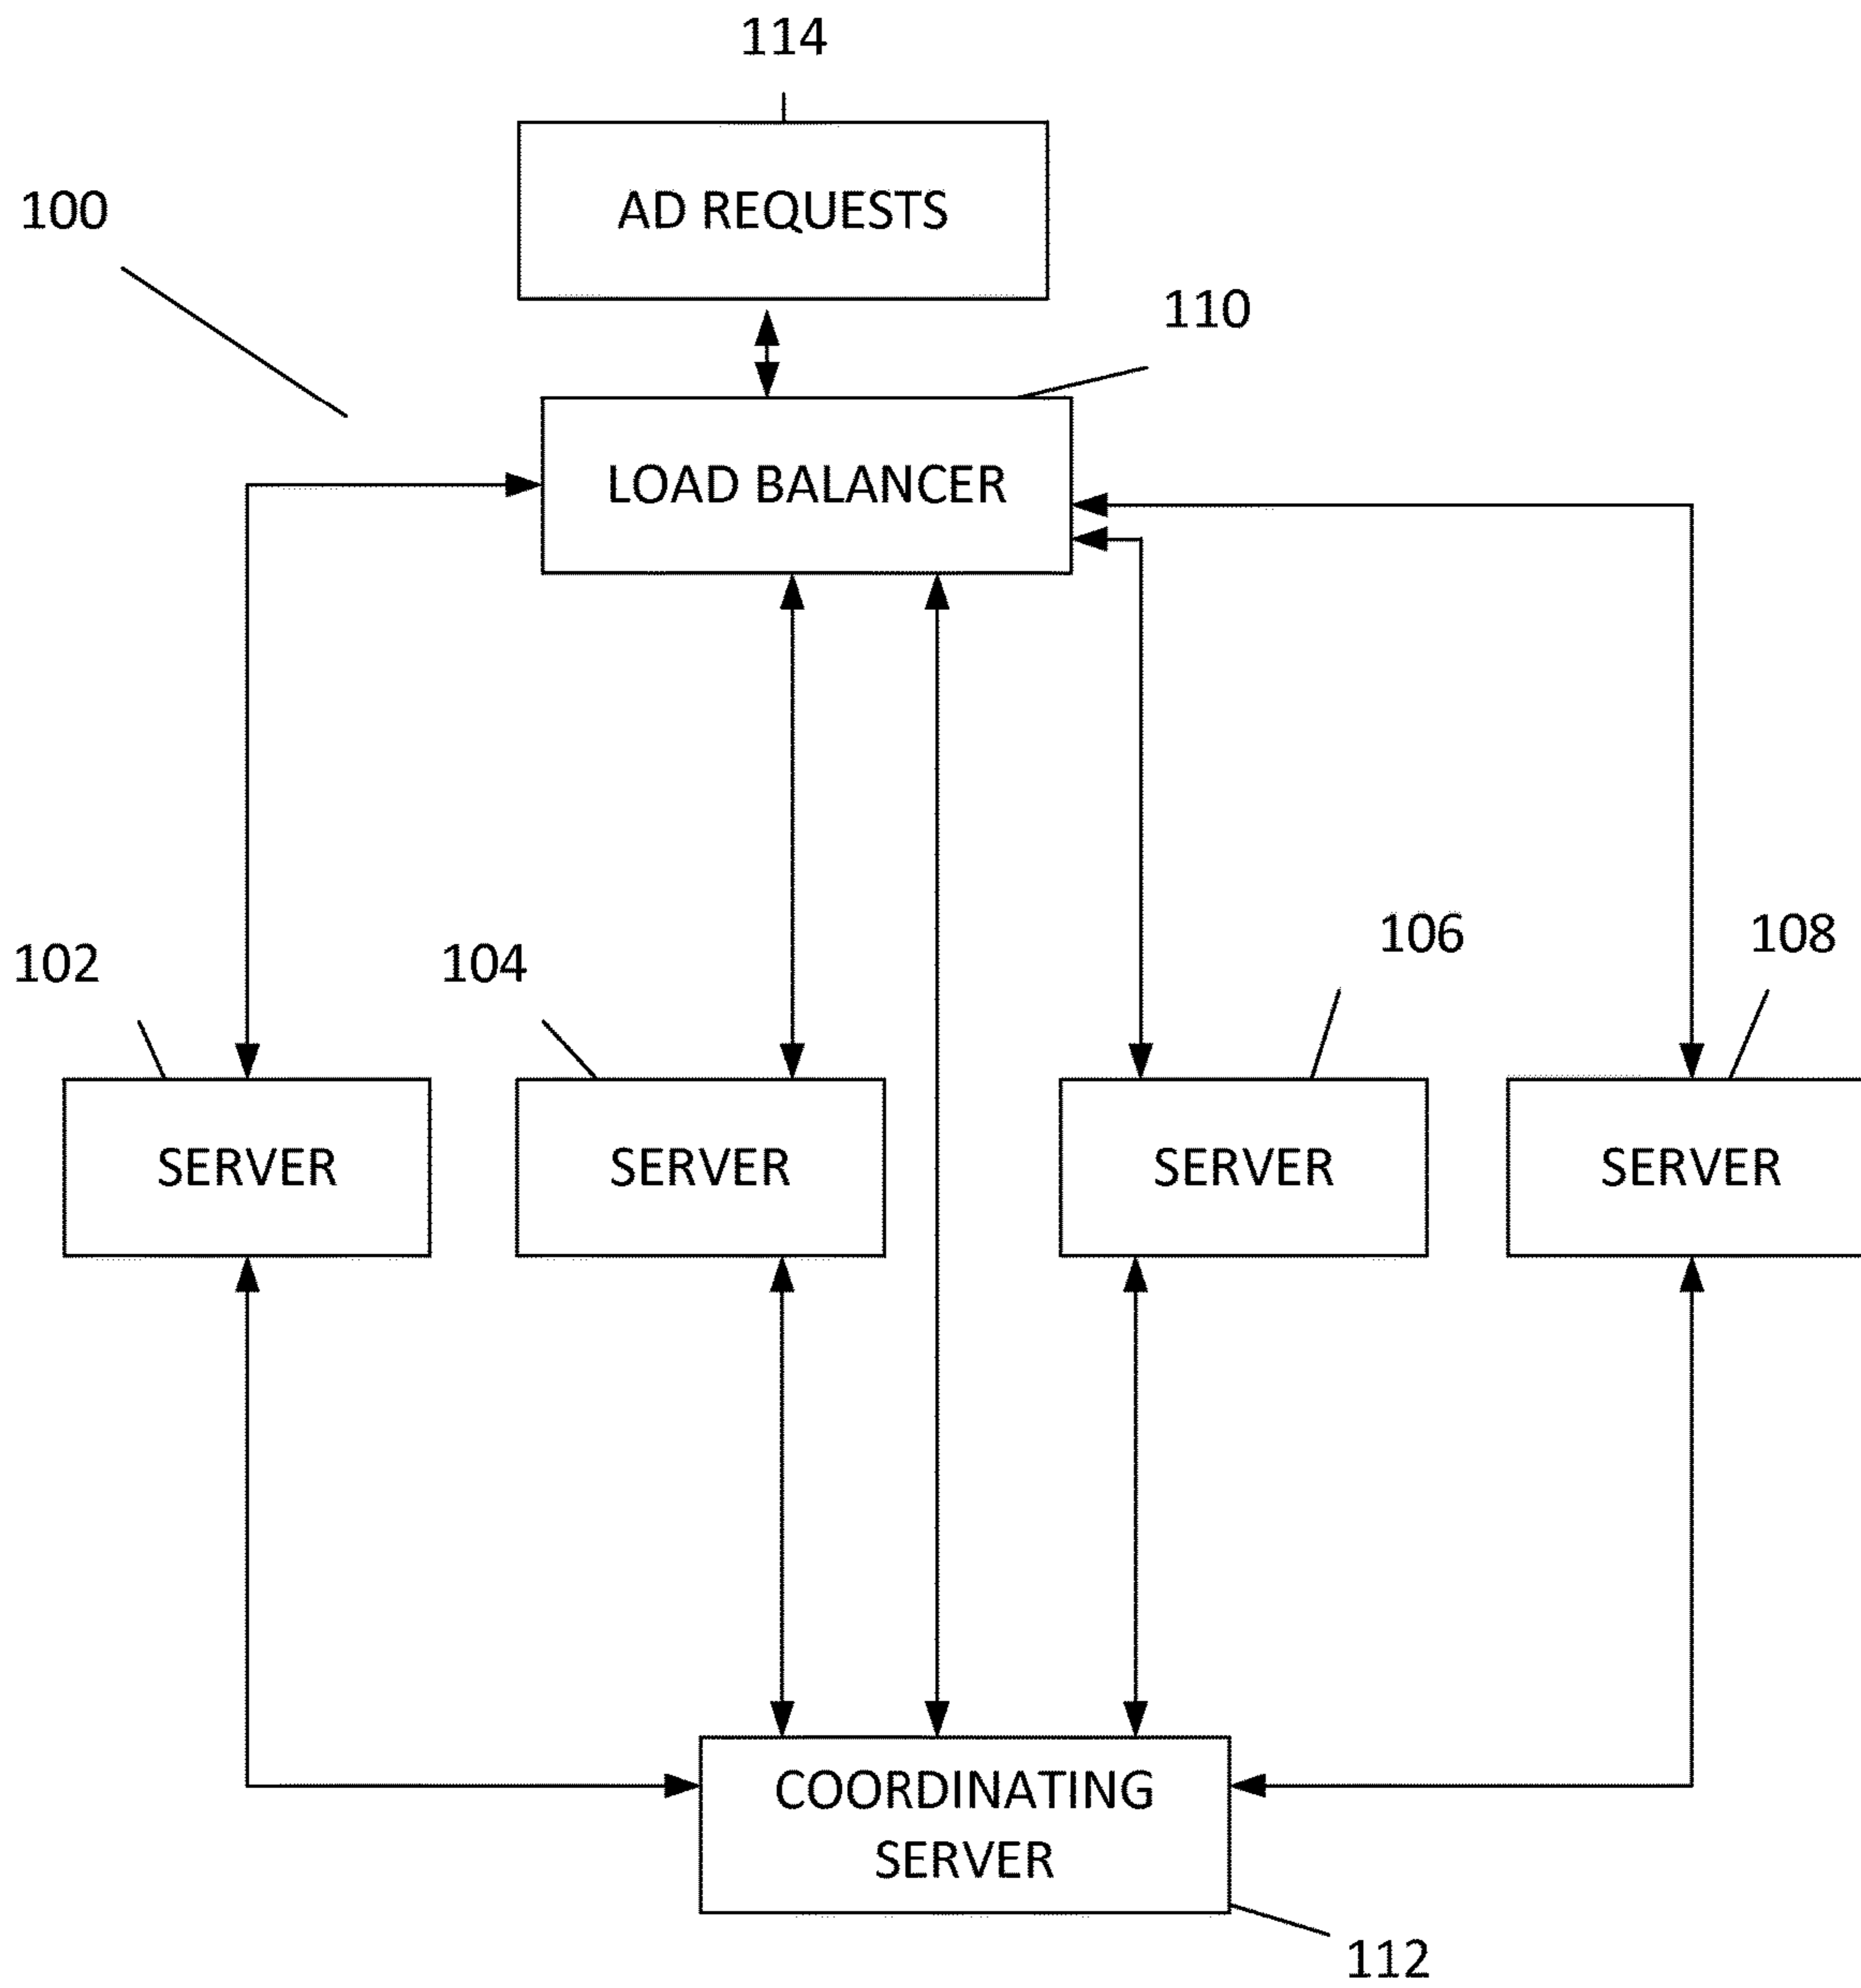 114
AD REQUESTS
100
110
LOAD BALANCER
102
104
106
108
SERVER
SERVER
SERVER
SERVER
COORDINATING
SERVER
112